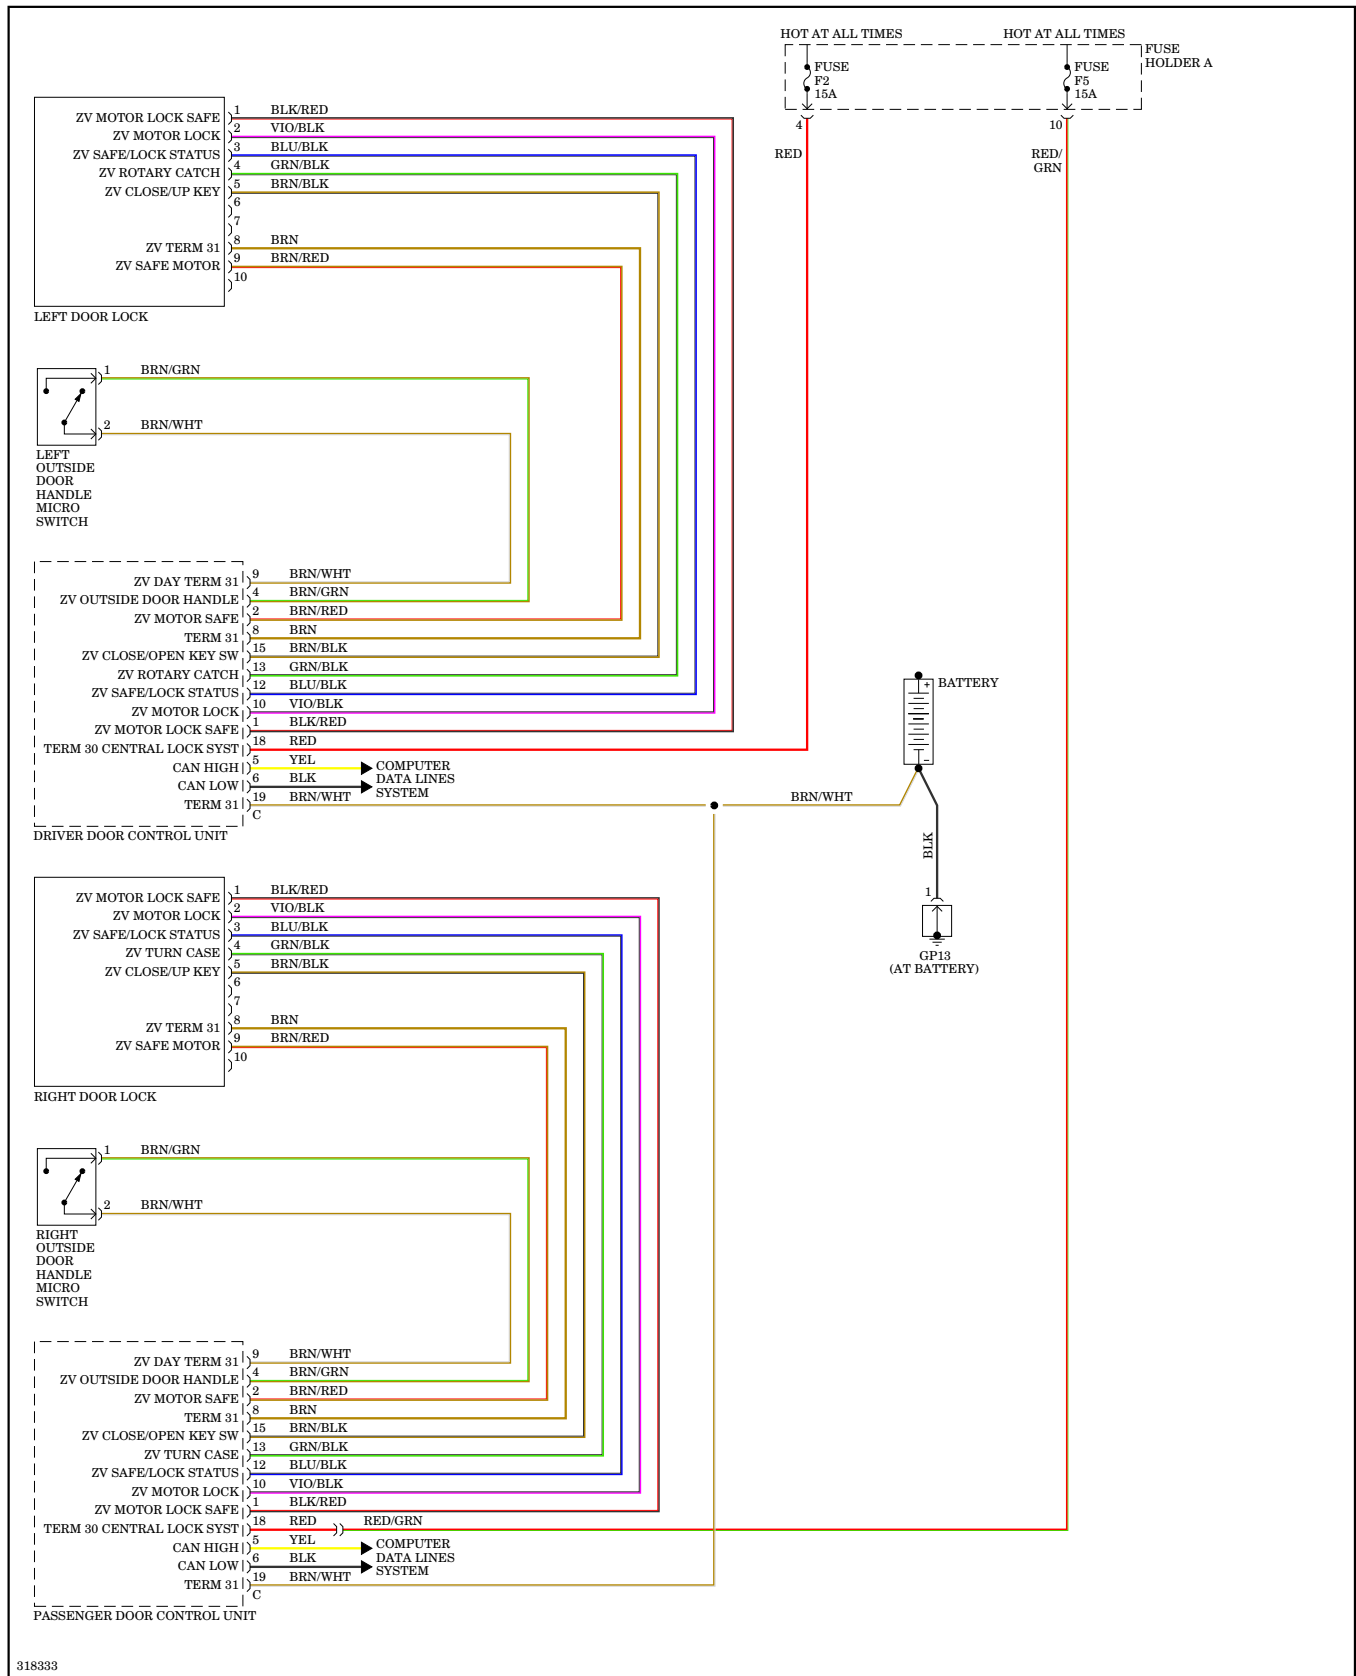 HOT AT ALL TIMES
HOT AT ALL TIMES
FUSE
HOLDER A
FUSE
F2
15A
FUSE
F5
15A
4
10
RED
RED/
GRN
ZV MOTOR LOCK SAFE 1 BLK/RED
ZV MOTOR LOCK 2 VIO/BLK
ZV SAFE/LOCK STATUS 3 BLU/BLK
ZV ROTARY CATCH 4 GRN/BLK
ZV CLOSE/UP KEY 5 BRN/BLK
6
7
ZV TERM 31 8 BRN
ZV SAFE MOTOR 9 BRN/RED
10
LEFT DOOR LOCK
1 BRN/GRN
2 BRN/WHT
LEFT
OUTSIDE
DOOR
HANDLE
MICRO
SWITCH
ZV DAY TERM 31 9 BRN/WHT
ZV OUTSIDE DOOR HANDLE 4 BRN/GRN
ZV MOTOR SAFE 2 BRN/RED
TERM 31 8 BRN
ZV CLOSE/OPEN KEY SW 15 BRN/BLK
ZV ROTARY CATCH 13 GRN/BLK
ZV SAFE/LOCK STATUS 12 BLU/BLK
ZV MOTOR LOCK 10 VIO/BLK
ZV MOTOR LOCK SAFE 1 BLK/RED
TERM 30 CENTRAL LOCK SYST 18 RED
CAN HIGH 5 YEL
CAN LOW 6 BLK
TERM 31 19 BRN/WHT
C
COMPUTER
DATA LINES
SYSTEM
DRIVER DOOR CONTROL UNIT
+
BATTERY
-
BRN/WHT
BLK
1
GP13
(AT BATTERY)
ZV MOTOR LOCK SAFE 1 BLK/RED
ZV MOTOR LOCK 2 VIO/BLK
ZV SAFE/LOCK STATUS 3 BLU/BLK
ZV TURN CASE 4 GRN/BLK
ZV CLOSE/UP KEY 5 BRN/BLK
6
7
ZV TERM 31 8 BRN
ZV SAFE MOTOR 9 BRN/RED
10
RIGHT DOOR LOCK
1 BRN/GRN
2 BRN/WHT
RIGHT
OUTSIDE
DOOR
HANDLE
MICRO
SWITCH
ZV DAY TERM 31 9 BRN/WHT
ZV OUTSIDE DOOR HANDLE 4 BRN/GRN
ZV MOTOR SAFE 2 BRN/RED
TERM 31 8 BRN
ZV CLOSE/OPEN KEY SW 15 BRN/BLK
ZV TURN CASE 13 GRN/BLK
ZV SAFE/LOCK STATUS 12 BLU/BLK
ZV MOTOR LOCK 10 VIO/BLK
ZV MOTOR LOCK SAFE 1 BLK/RED
TERM 30 CENTRAL LOCK SYST 18 RED RED/GRN
CAN HIGH 5 YEL
CAN LOW 6 BLK
TERM 31 19 BRN/WHT
C
COMPUTER
DATA LINES
SYSTEM
PASSENGER DOOR CONTROL UNIT
318333